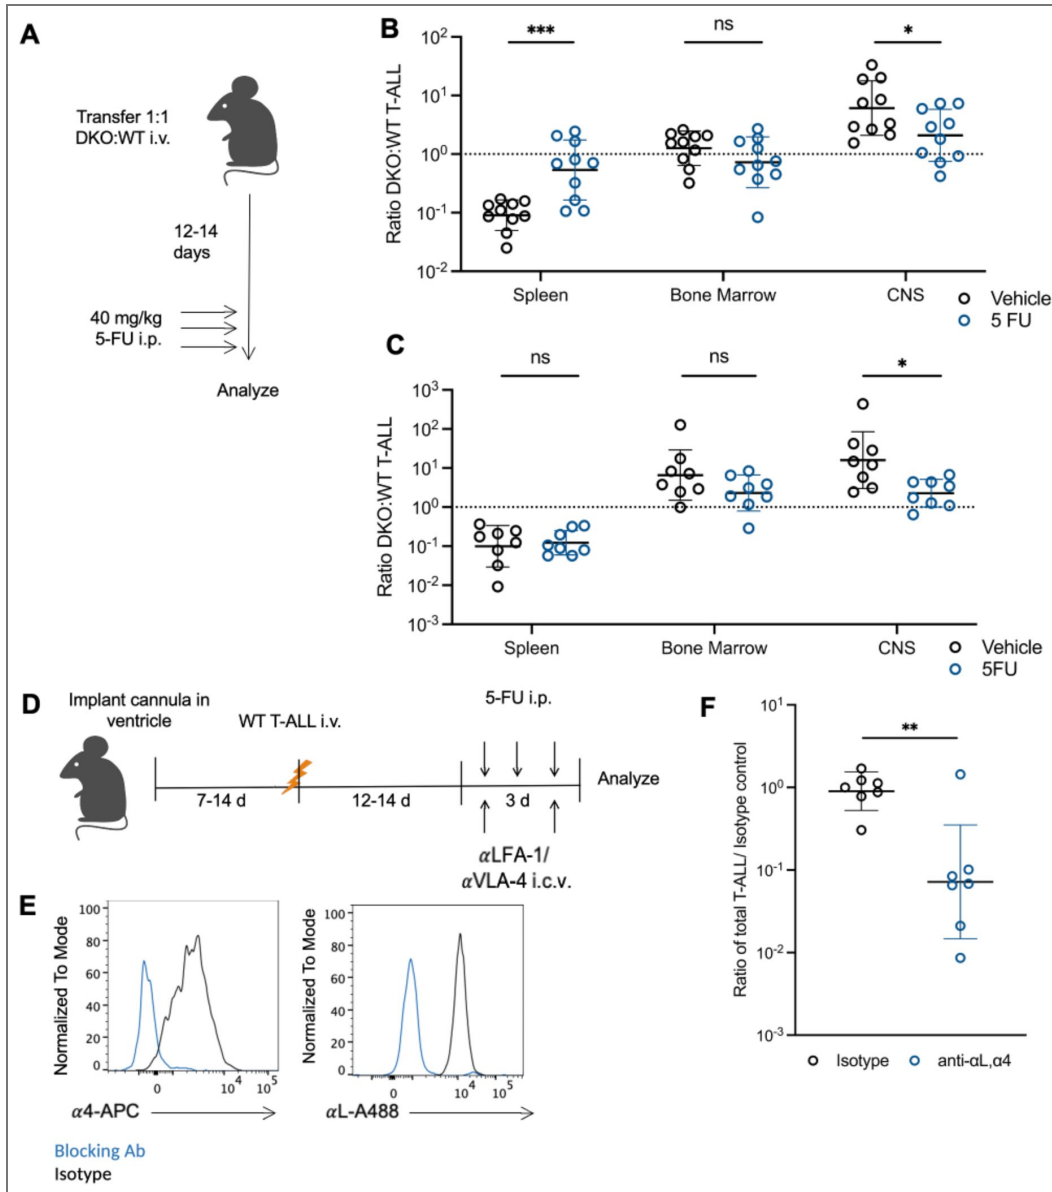 A
Transfer 1:1
DKO:WT i.v.
12-14
days
40 mg/kg
5-FU i.p.
Analyze
B
*** ns *
Ratio DKO:WT T-ALL
10²
10¹
10⁰
10⁻¹
10⁻²
Spleen Bone Marrow CNS
Vehicle
5 FU
C
ns ns *
Ratio DKO:WT T-ALL
10³
10²
10¹
10⁰
10⁻¹
10⁻²
10⁻³
Spleen Bone Marrow CNS
Vehicle
5FU
D
Implant cannula in
ventricle
WT T-ALL i.v.
5-FU i.p.
Analyze
7-14 d 12-14 d 3 d
αLFA-1/
αVLA-4 i.c.v.
E
Normalized To Mode
100
80
60
40
20
0
0 10⁴ 10⁵
α4-APC
Normalized To Mode
100
80
60
40
20
0
0 10⁴ 10⁵
αL-A488
Blocking Ab
Isotype
F
**
Ratio of total T-ALL/ Isotype control
10¹
10⁰
10⁻¹
10⁻²
10⁻³
Isotype anti-αL,α4